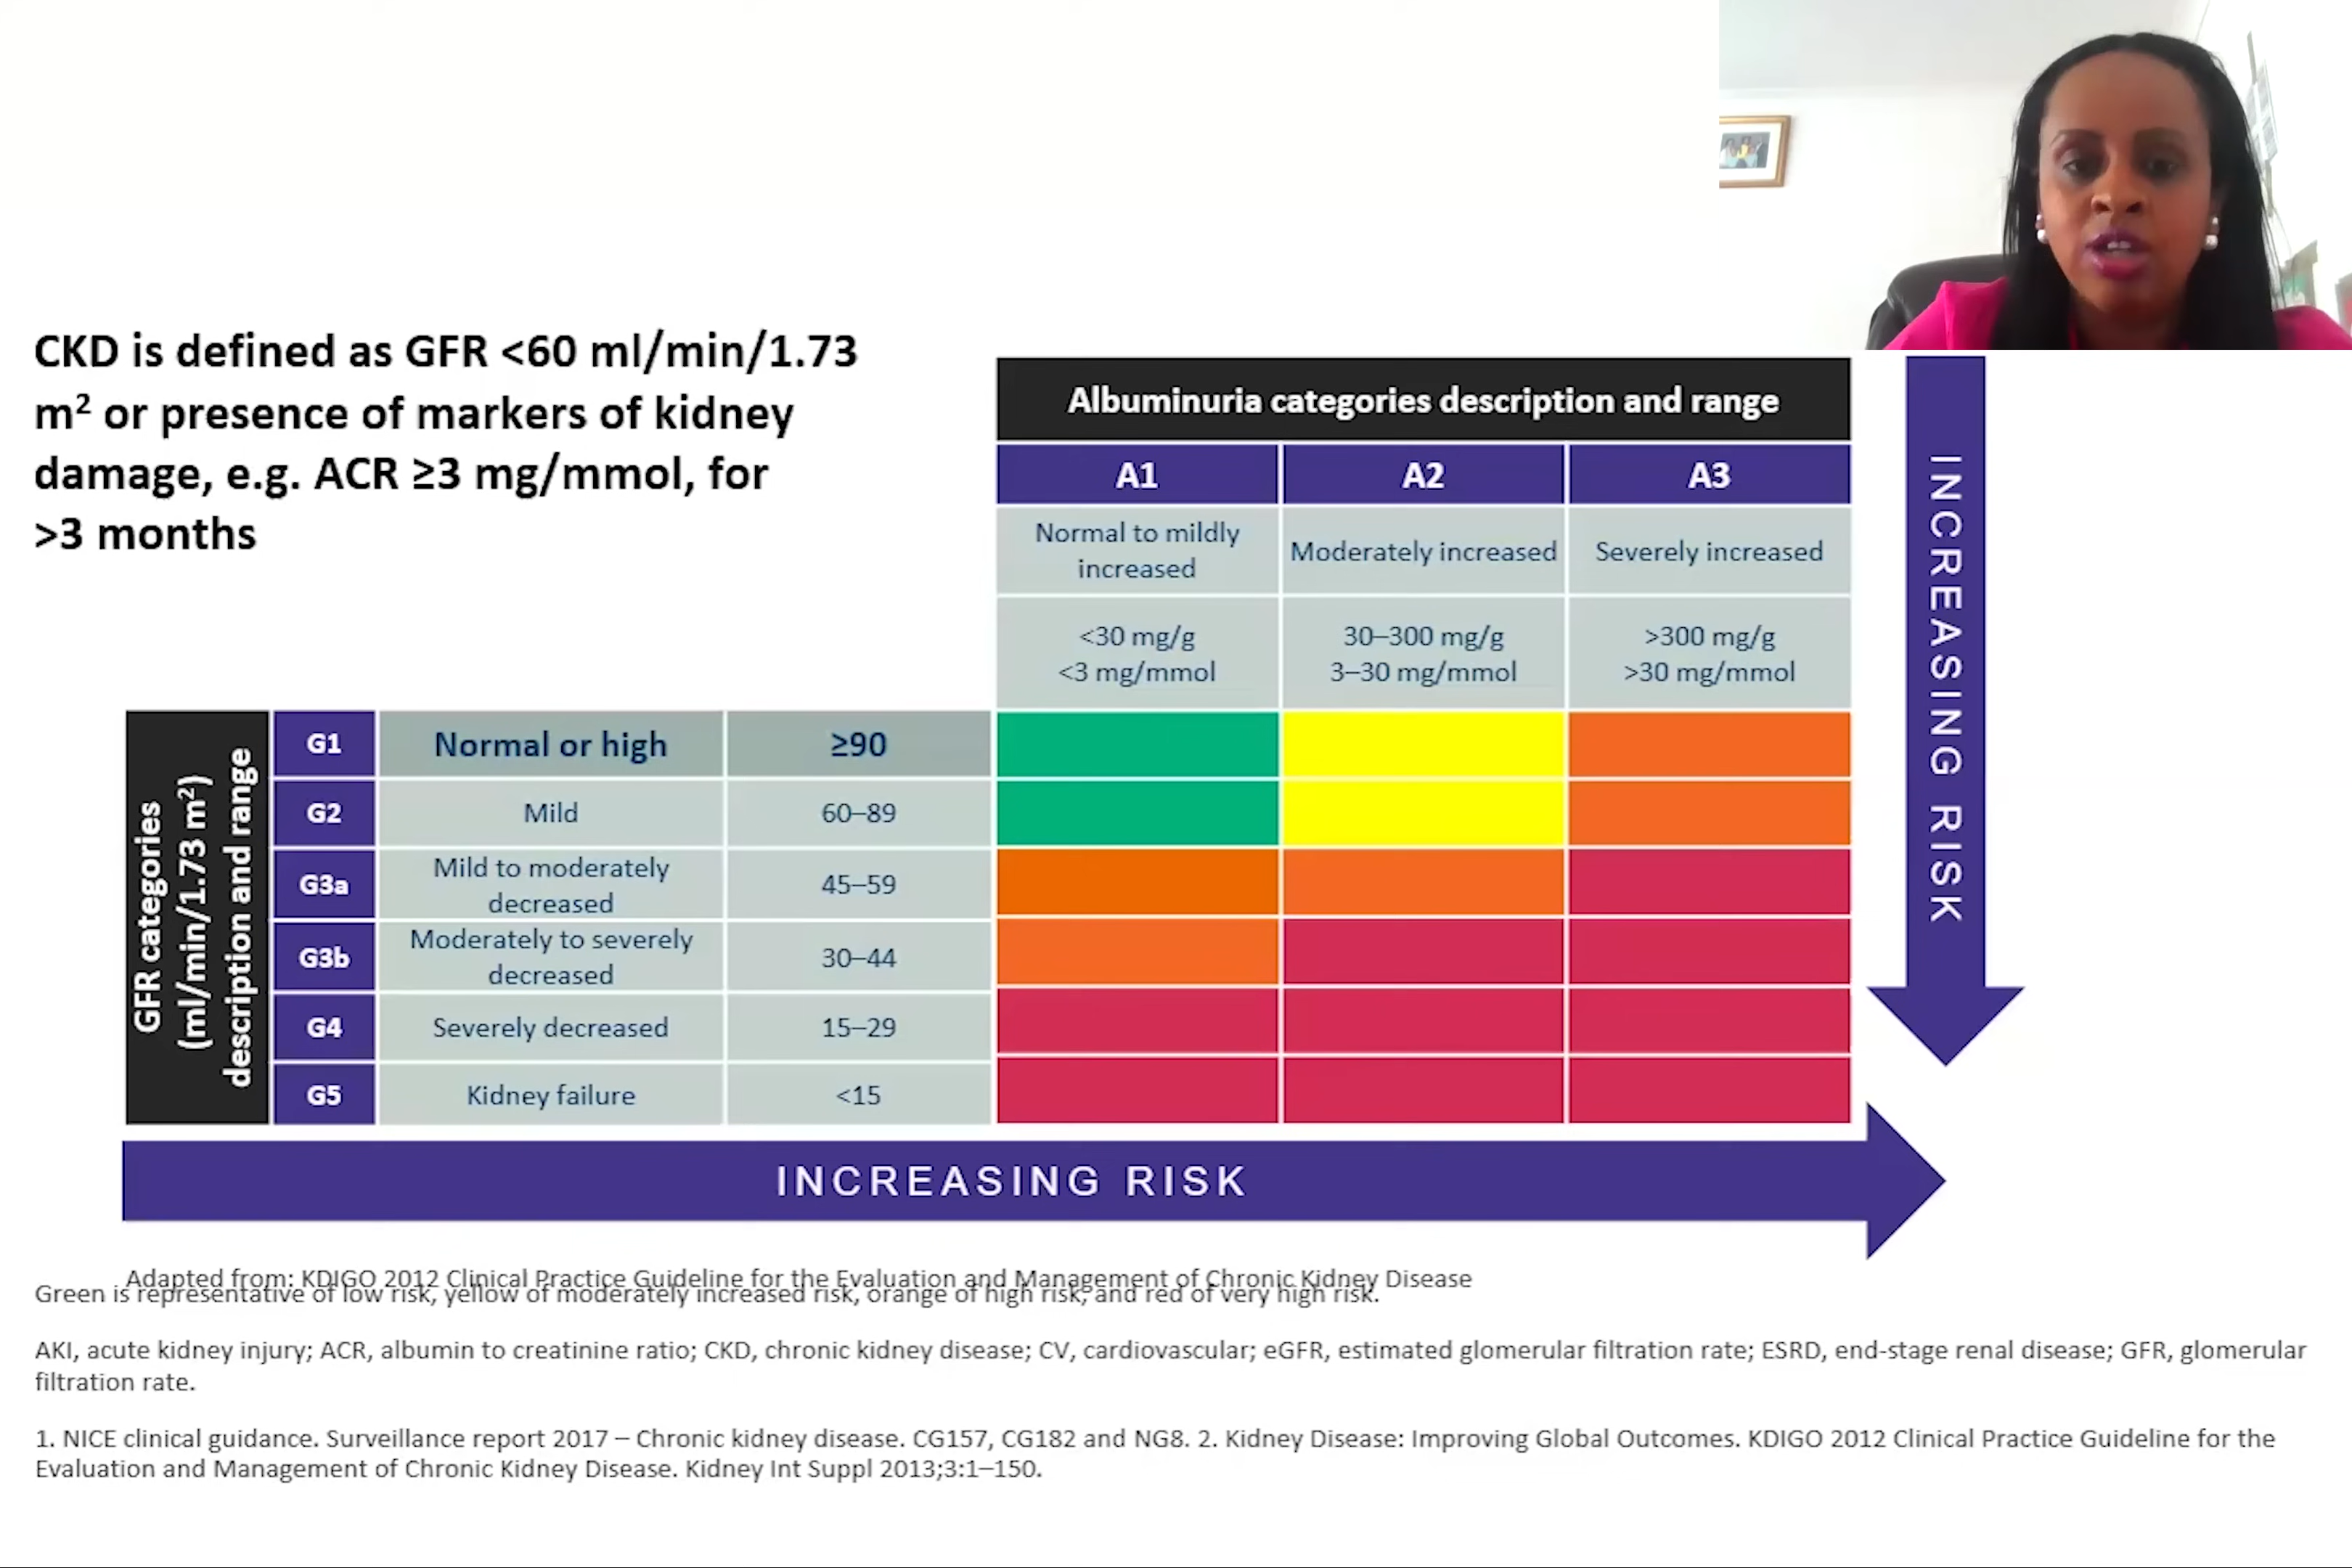 CKD is defined as GFR <60 ml/min/1.73
m² or presence of markers of kidney
damage, e.g. ACR ≥3 mg/mmol, for
>3 months
Albuminuria categories description and range
A1 A2 A3
Normal to mildly
increased
Moderately increased
Severely increased
<30 mg/g
<3 mg/mmol
30–300 mg/g
3–30 mg/mmol
>300 mg/g
>30 mg/mmol
GFR categories
(ml/min/1.73 m²)
description and range
G1 Normal or high ≥90
G2 Mild 60–89
G3a Mild to moderately
decreased 45–59
G3b Moderately to severely
decreased 30–44
G4 Severely decreased 15–29
G5 Kidney failure <15
INCREASING RISK
INCREASING RISK
Adapted from: KDIGO 2012 Clinical Practice Guideline for the Evaluation and Management of Chronic Kidney Disease
Green is representative of low risk, yellow of moderately increased risk, orange of high risk, and red of very high risk.
AKI, acute kidney injury; ACR, albumin to creatinine ratio; CKD, chronic kidney disease; CV, cardiovascular; eGFR, estimated glomerular filtration rate; ESRD, end-stage renal disease; GFR, glomerular
filtration rate.
1. NICE clinical guidance. Surveillance report 2017 – Chronic kidney disease. CG157, CG182 and NG8. 2. Kidney Disease: Improving Global Outcomes. KDIGO 2012 Clinical Practice Guideline for the
Evaluation and Management of Chronic Kidney Disease. Kidney Int Suppl 2013;3:1–150.